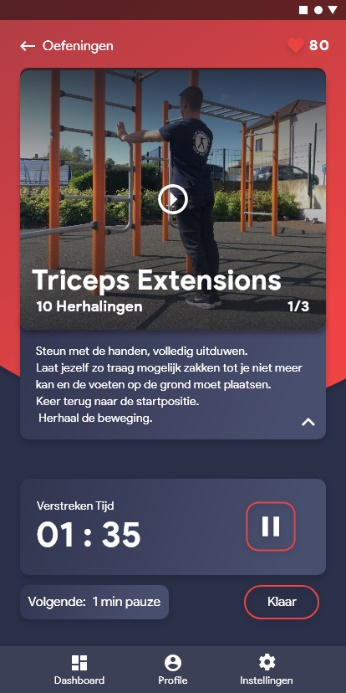 Oefeningen
80
Triceps Extensions
10 Herhalingen
1/3
Steun met de handen, volledig uitduwen.
Laat jezelf zo traag mogelijk zakken tot je niet meer
kan en de voeten op de grond moet plaatsen.
Keer terug naar de startpositie.
Herhaal de beweging.
Verstreken Tijd
01 : 35
Volgende: 1 min pauze
Klaar
Dashboard
Profile
Instellingen